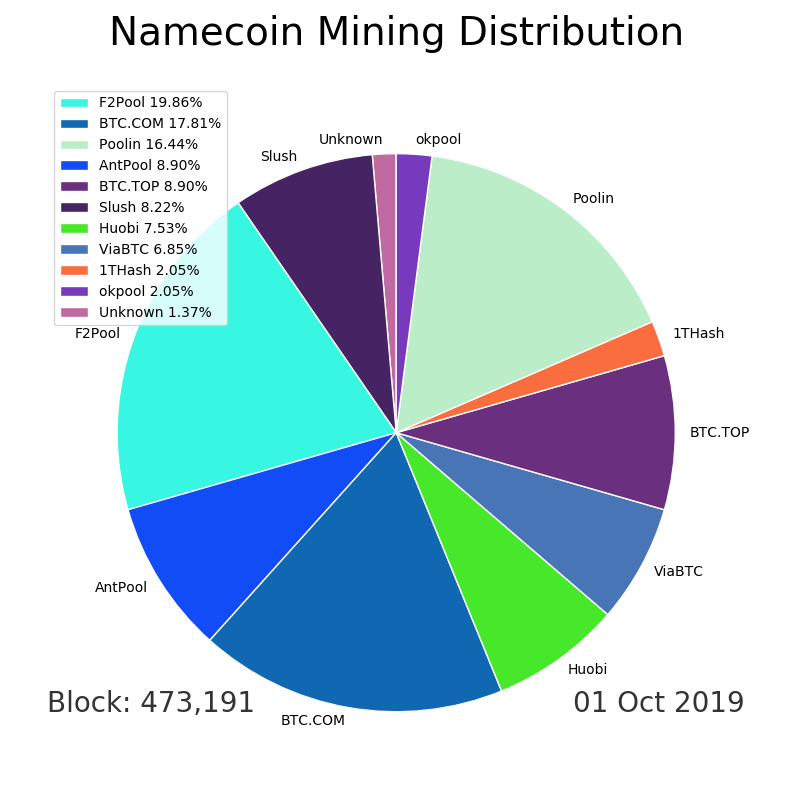 Namecoin Mining Distribution
F2Pool 19.86%
BTC.COM 17.81%
Poolin 16.44%
AntPool 8.90%
BTC.TOP 8.90%
Slush 8.22%
Huobi 7.53%
ViaBTC 6.85%
1THash 2.05%
okpool 2.05%
Unknown 1.37%
Unknown
okpool
Slush
Poolin
F2Pool
1THash
BTC.TOP
ViaBTC
AntPool
Huobi
BTC.COM
Block: 473,191
01 Oct 2019